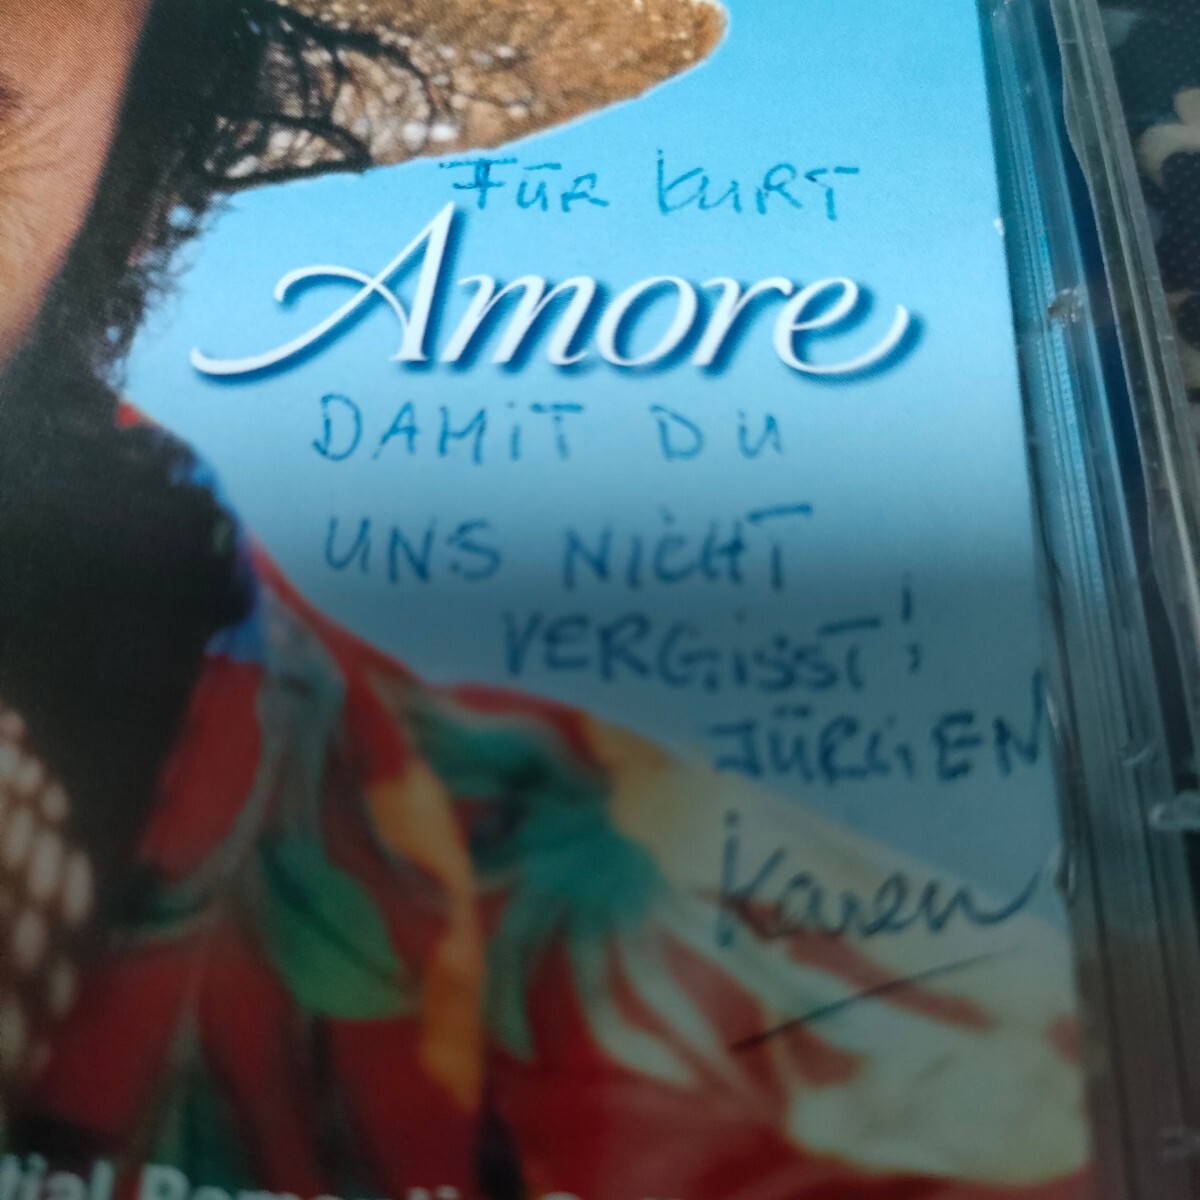 FÜR KURT
Amore
DAMIT DU
UNS NICHT
VERGISST!
JÜRGEN
Karen